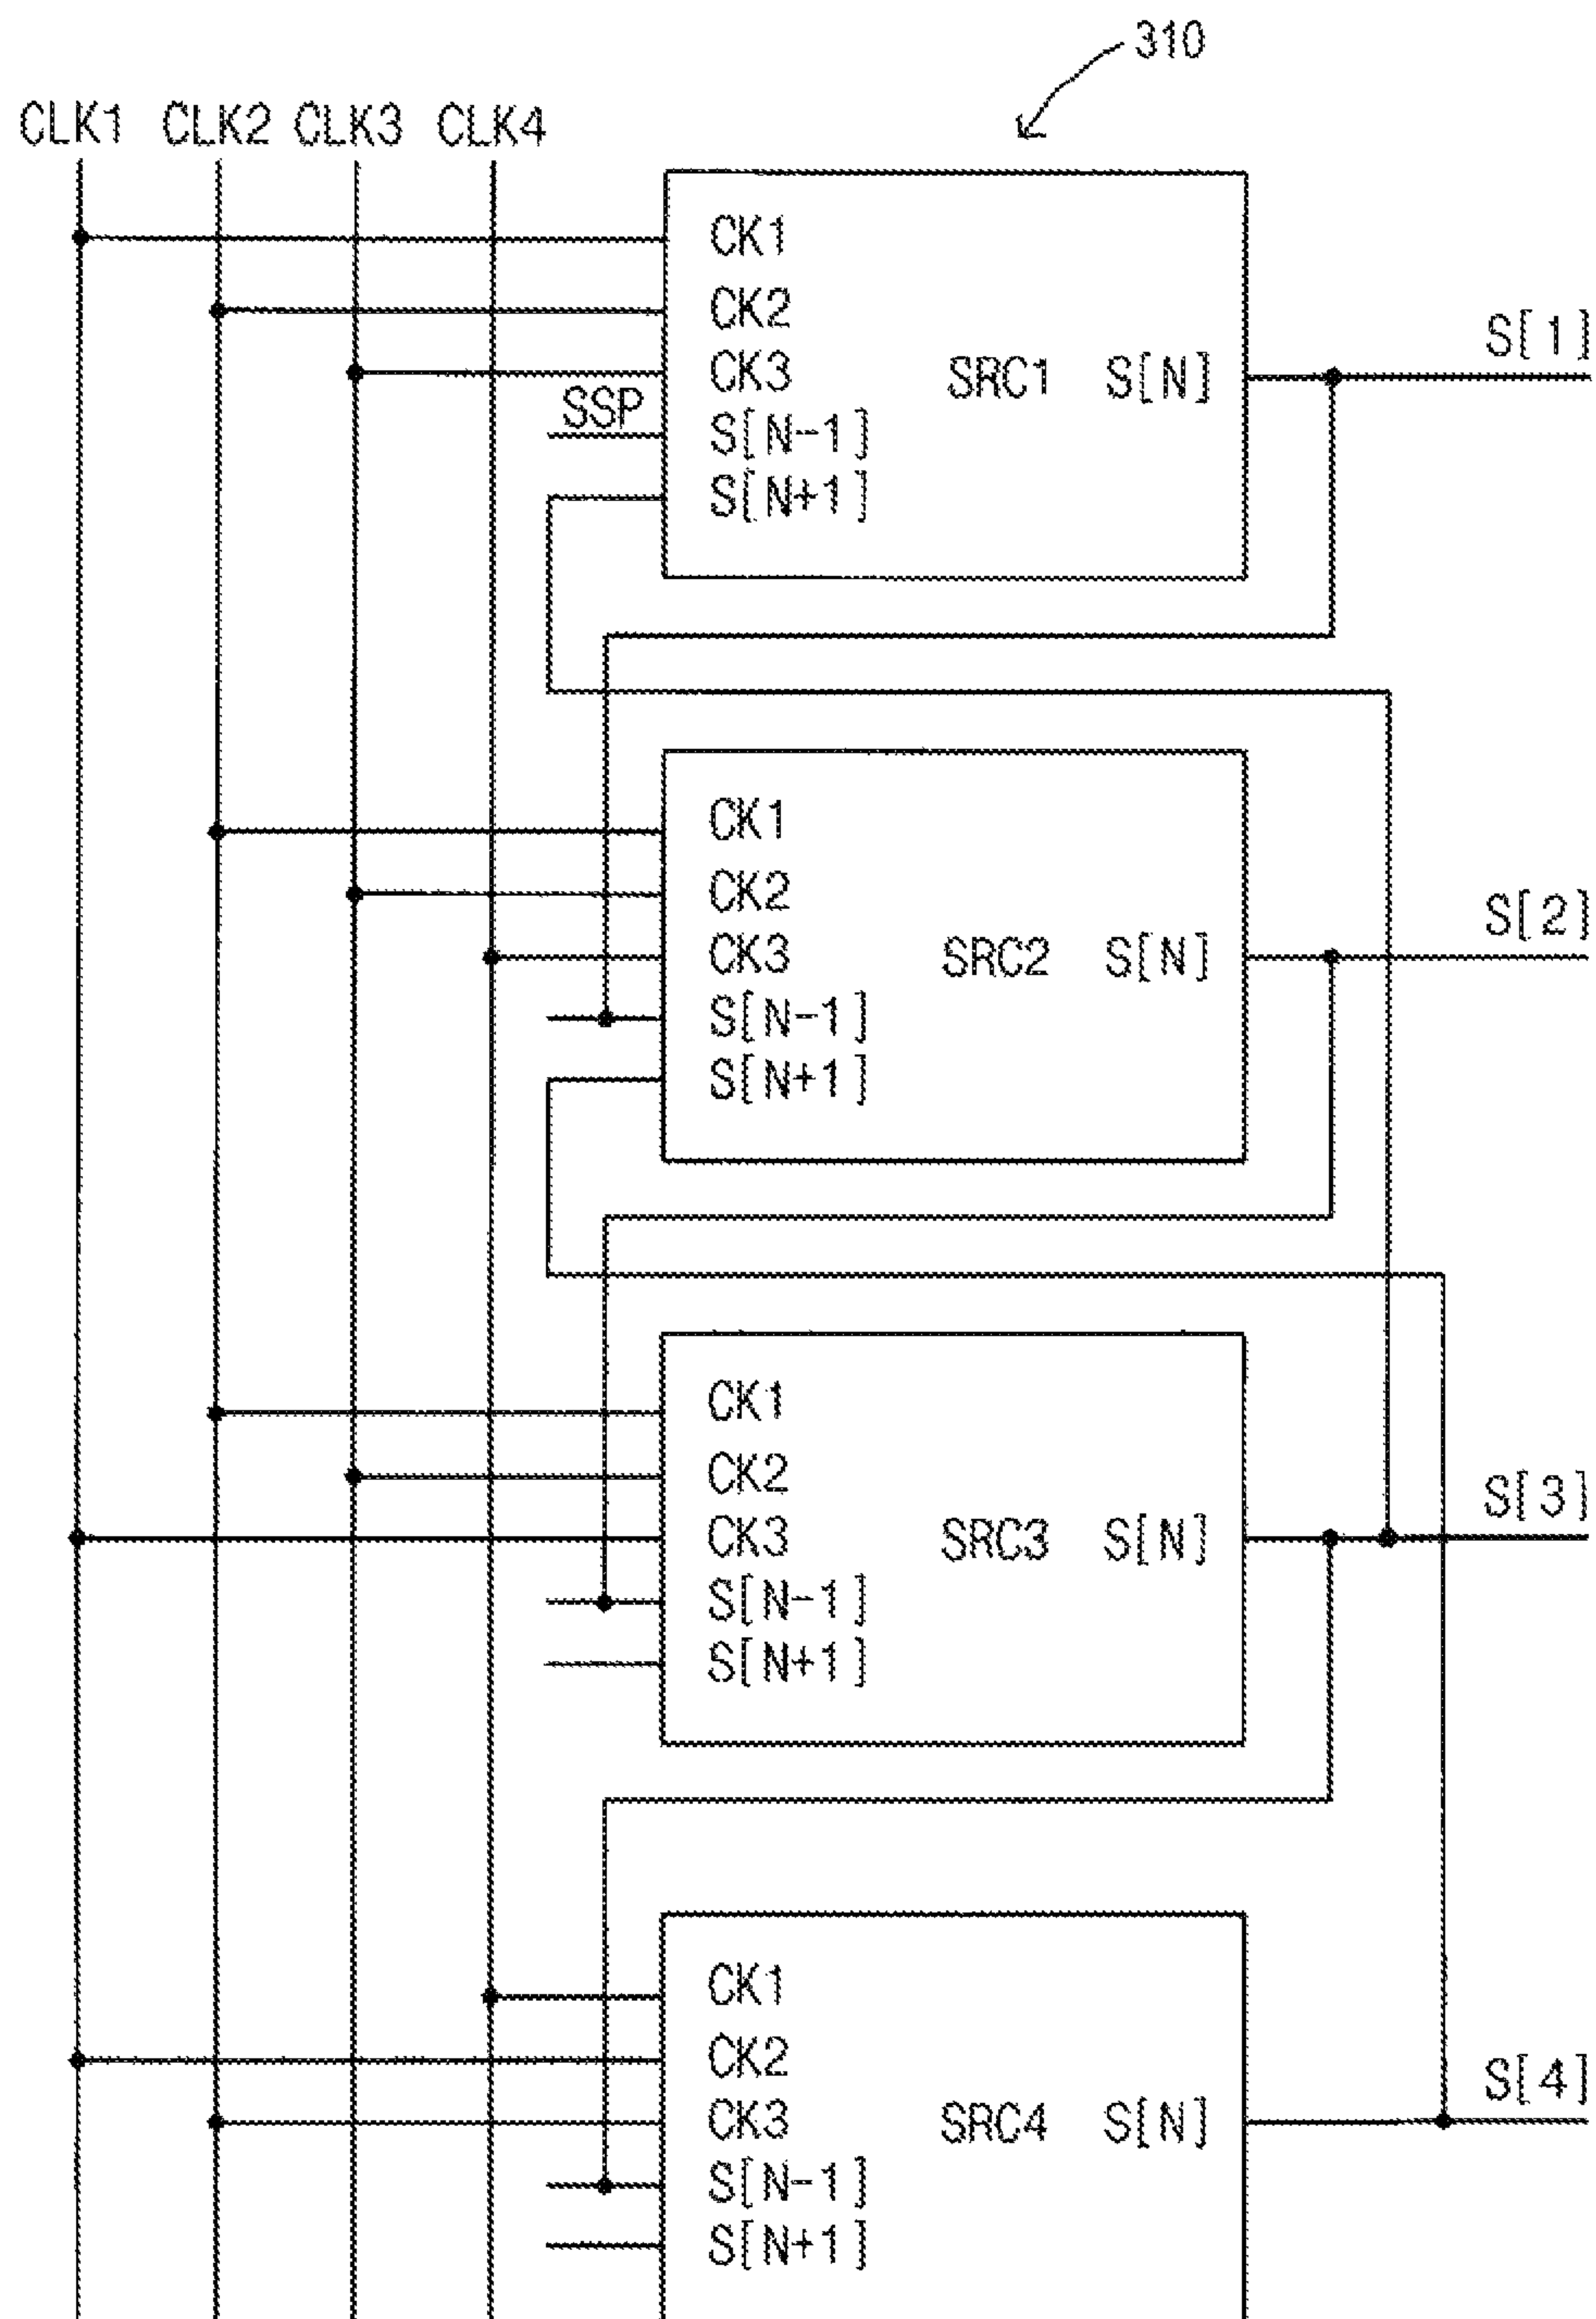 310
CLK1 CLK2 CLK3 CLK4
CK1
CK2
CK3 SRC1 S[N] S[1]
SSP
S[N-1]
S[N+1]
CK1
CK2
CK3 SRC2 S[N] S[2]
S[N-1]
S[N+1]
CK1
CK2
CK3 SRC3 S[N] S[3]
S[N-1]
S[N+1]
CK1
CK2
CK3 SRC4 S[N] S[4]
S[N-1]
S[N+1]